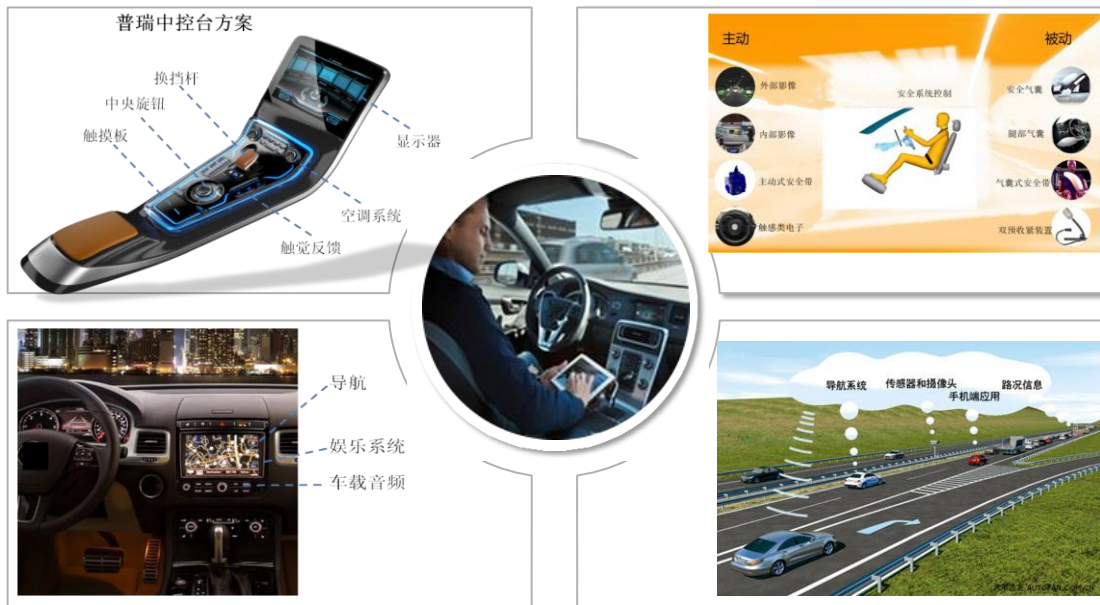 普瑞中控台方案
换挡杆
中央旋钮
触摸板
显示器
空调系统
触觉反馈
主动
被动
外部影像
安全系统控制
安全气囊
内部影像
腿部气囊
主动式安全带
气囊式安全带
触感类电子
双预收紧装置
导航
娱乐系统
车载音频
导航系统
传感器和摄像头
路况信息
手机端应用
AUTOFAN.COM.CN